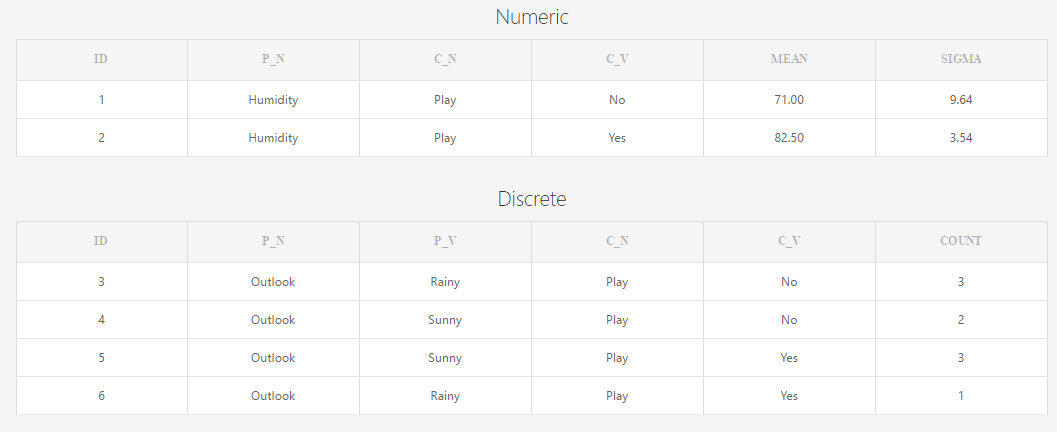 Numeric
ID P_N C_N C_V MEAN SIGMA
1 Humidity Play No 71.00 9.64
2 Humidity Play Yes 82.50 3.54
Discrete
ID P_N P_V C_N C_V COUNT
3 Outlook Rainy Play No 3
4 Outlook Sunny Play No 2
5 Outlook Sunny Play Yes 3
6 Outlook Rainy Play Yes 1